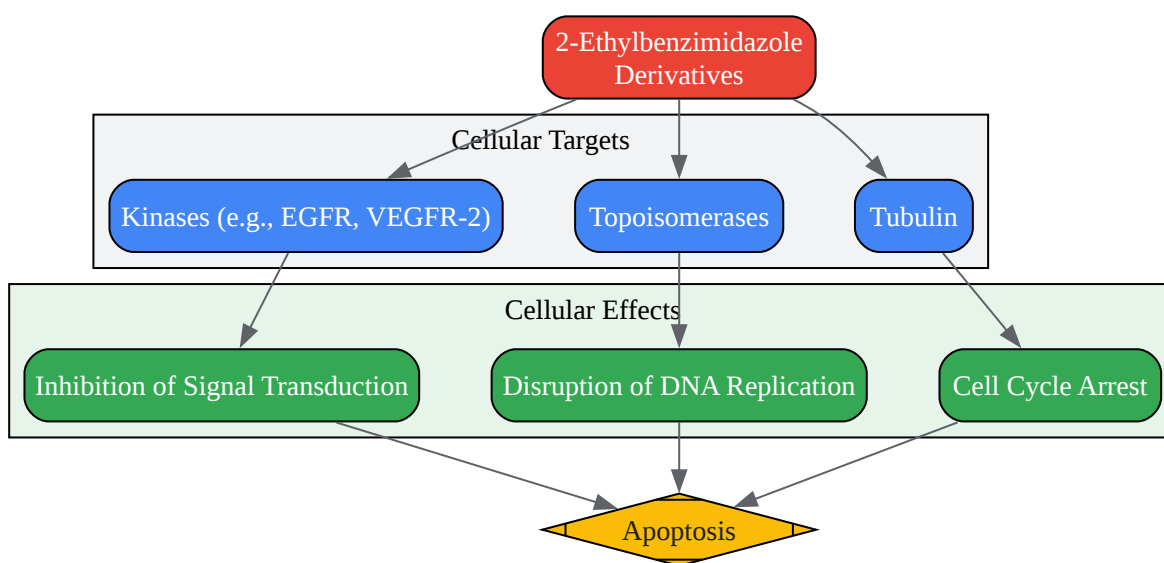 2-Ethylbenzimidazole
Derivatives
Cellular Targets
Kinases (e.g., EGFR, VEGFR-2)
Topoisomerases
Tubulin
Cellular Effects
Inhibition of Signal Transduction
Disruption of DNA Replication
Cell Cycle Arrest
Apoptosis